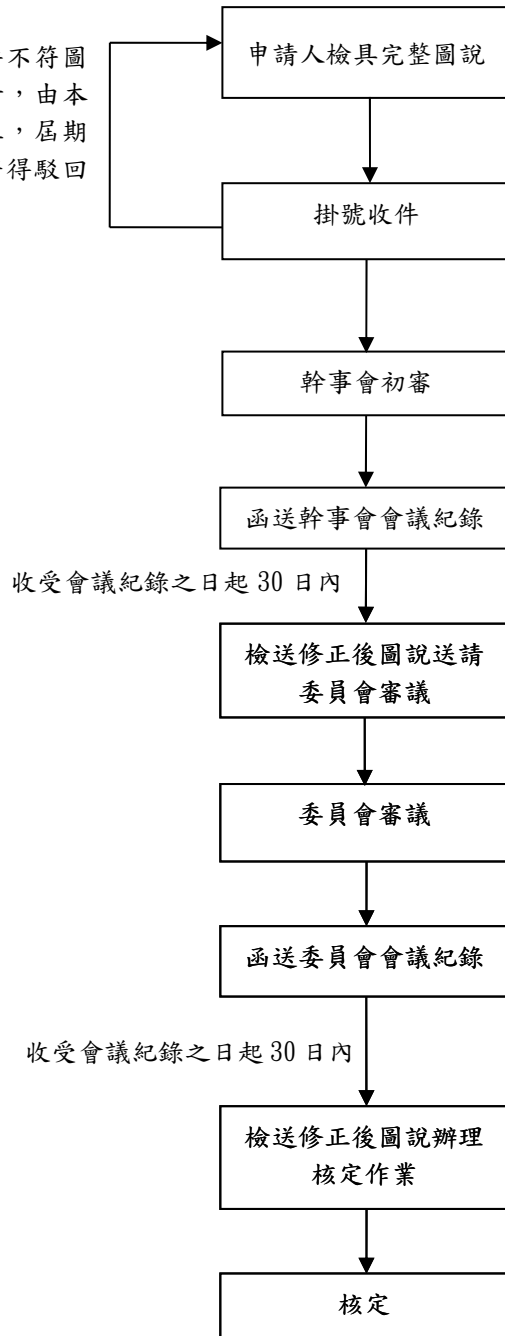 申請人檢具完整圖說
不符圖
，由本
，屆期
得駁回
掛號收件
幹事會初審
函送幹事會會議紀錄
收受會議紀錄之日起 30 日內
檢送修正後圖說送請
委員會審議
委員會審議
函送委員會會議紀錄
收受會議紀錄之日起 30 日內
檢送修正後圖說辦理
核定作業
核定